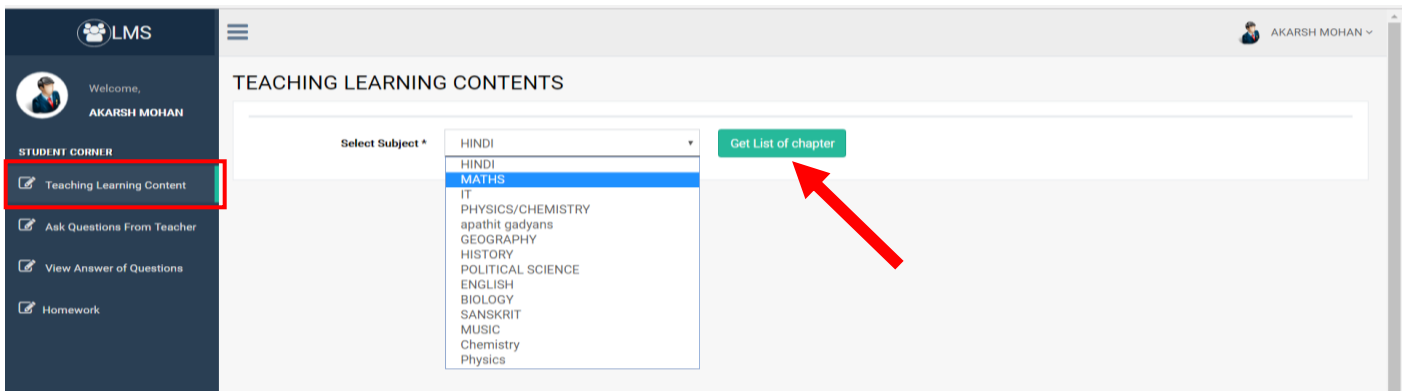 LMS
AKARSH MOHAN
Welcome,
AKARSH MOHAN
STUDENT CORNER
Teaching Learning Content
Ask Questions From Teacher
View Answer of Questions
Homework
TEACHING LEARNING CONTENTS
Select Subject * HINDI Get List of chapter
HINDI
MATHS
IT
PHYSICS/CHEMISTRY
apathit gadyans
GEOGRAPHY
HISTORY
POLITICAL SCIENCE
ENGLISH
BIOLOGY
SANSKRIT
MUSIC
Chemistry
Physics